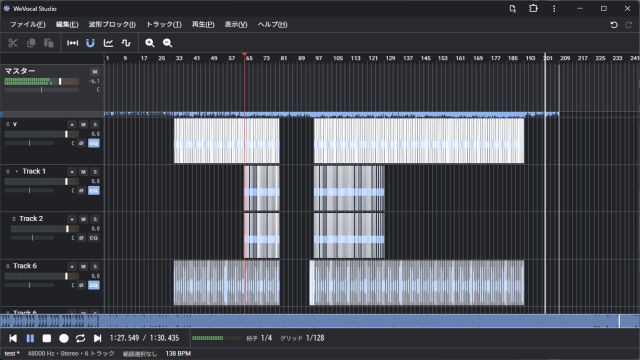 WeVocal Studio
ファイル(F) 編集(E) 波形ブロック(I) トラック(T) 再生(P) 表示(V) ヘルプ(H)
1 9 17 25 33 41 49 57 65 73 81 89 97 105 113 121 129 137 145 153 161 169 177 185 193 201 209 217 225 233 241
マスター M
-6.1
C
v M S
0.0
C Ø EQ
Track 1 M S
0.0
C Ø EQ
Track 2 M S
0.0
C Ø EQ
Track 6 M S
0.0
C Ø EQ
Track 6 M S
1:27.549 / 1:30.435 拍子 1/4 グリッド 1/128
test * 48000 Hz・Stereo・6 トラック 範囲選択なし 138 BPM